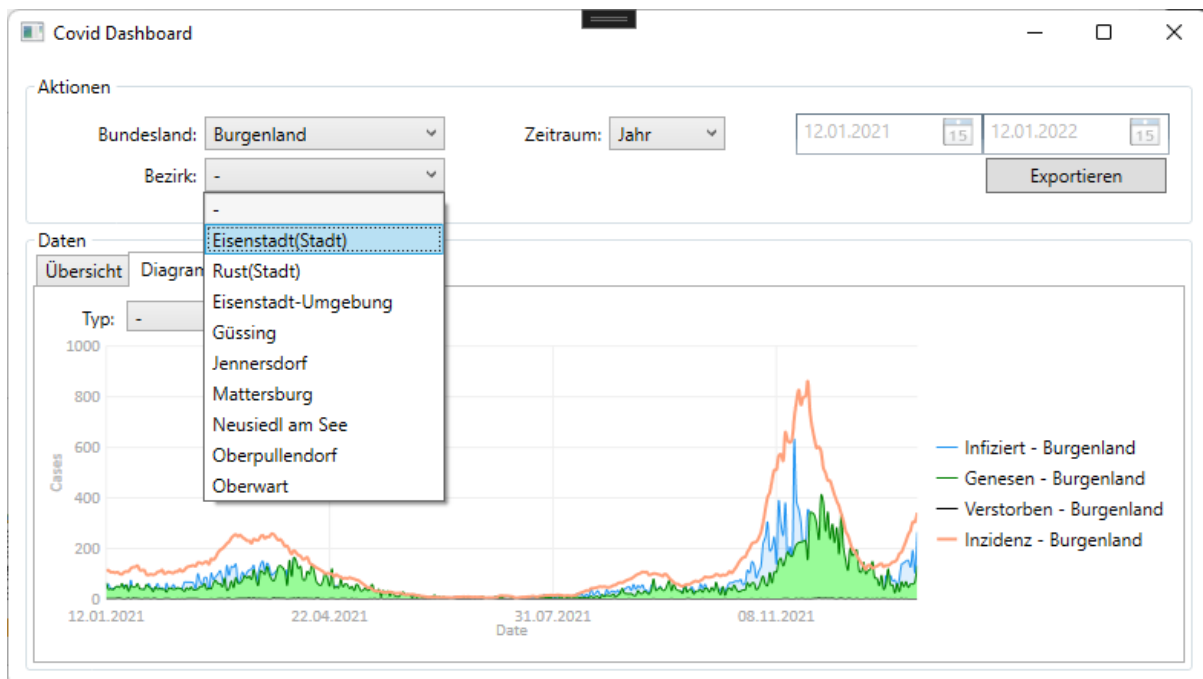 Covid Dashboard
Aktionen
Bundesland: Burgenland Zeitraum: Jahr 12.01.2021 15 12.01.2022 15
Bezirk: - Exportieren
-
Eisenstadt(Stadt)
Rust(Stadt)
Eisenstadt-Umgebung
Güssing
Jennersdorf
Mattersburg
Neusiedl am See
Oberpullendorf
Oberwart
Daten
Übersicht Diagram
Typ: -
1000
800
600
400
200
0
Cases
12.01.2021 22.04.2021 31.07.2021 08.11.2021
Date
Infiziert - Burgenland
Genesen - Burgenland
Verstorben - Burgenland
Inzidenz - Burgenland